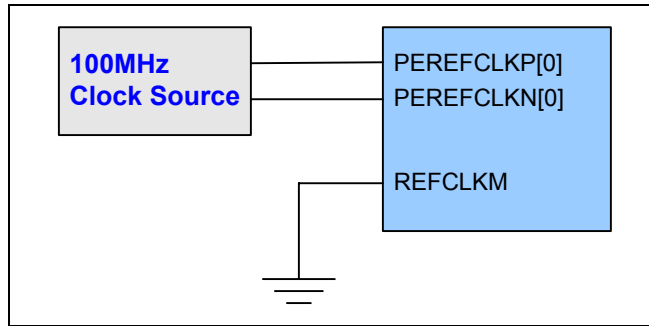 100MHz
Clock Source
PEREFCLKP[0]
PEREFCLKN[0]
REFCLKM